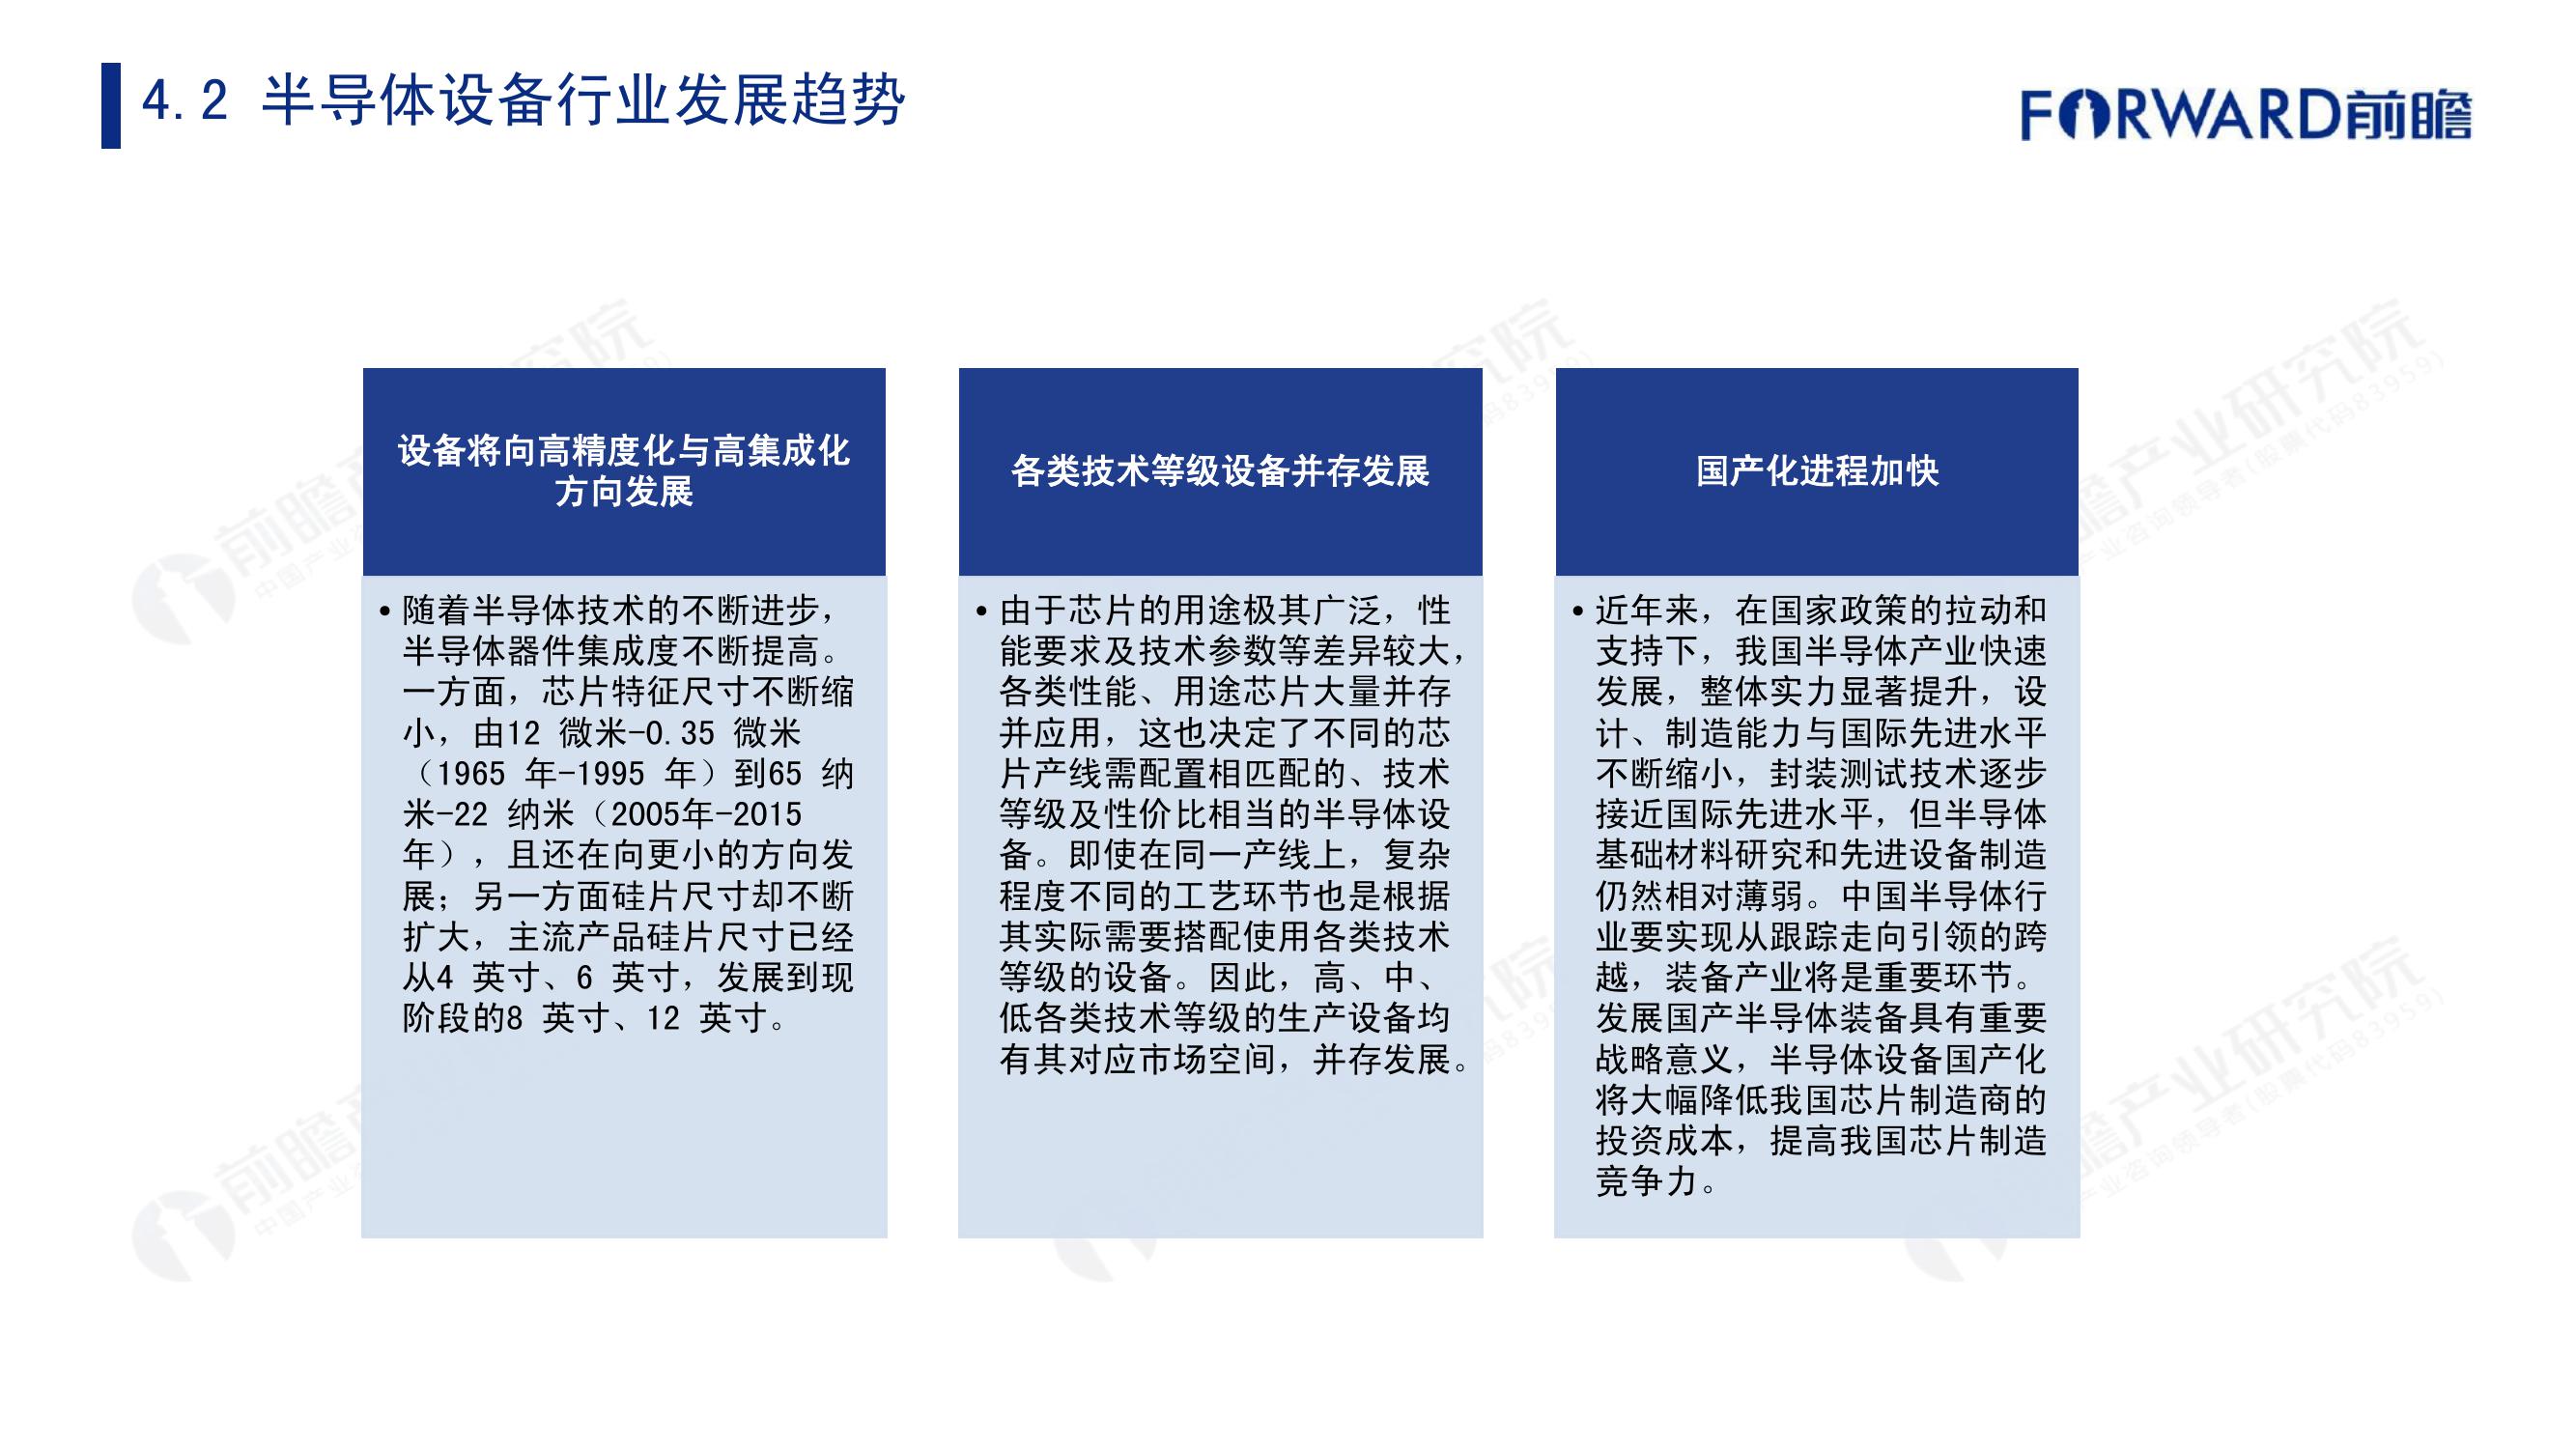 4.2 半导体设备行业发展趋势
FORWARD前瞻
设备将向高精度化与高集成化
方向发展
• 随着半导体技术的不断进步，
半导体器件集成度不断提高。
一方面，芯片特征尺寸不断缩
小，由12 微米-0.35 微米
（1965 年-1995 年）到65 纳
米-22 纳米（2005年-2015
年），且还在向更小的方向发
展；另一方面硅片尺寸却不断
扩大，主流产品硅片尺寸已经
从4 英寸、6 英寸，发展到现
阶段的8 英寸、12 英寸。
各类技术等级设备并存发展
• 由于芯片的用途极其广泛，性
能要求及技术参数等差异较大，
各类性能、用途芯片大量并存
并应用，这也决定了不同的芯
片产线需配置相匹配的、技术
等级及性价比相当的半导体设
备。即使在同一产线上，复杂
程度不同的工艺环节也是根据
其实际需要搭配使用各类技术
等级的设备。因此，高、中、
低各类技术等级的生产设备均
有其对应市场空间，并存发展。
国产化进程加快
• 近年来，在国家政策的拉动和
支持下，我国半导体产业快速
发展，整体实力显著提升，设
计、制造能力与国际先进水平
不断缩小，封装测试技术逐步
接近国际先进水平，但半导体
基础材料研究和先进设备制造
仍然相对薄弱。中国半导体行
业要实现从跟踪走向引领的跨
越，装备产业将是重要环节。
发展国产半导体装备具有重要
战略意义，半导体设备国产化
将大幅降低我国芯片制造商的
投资成本，提高我国芯片制造
竞争力。